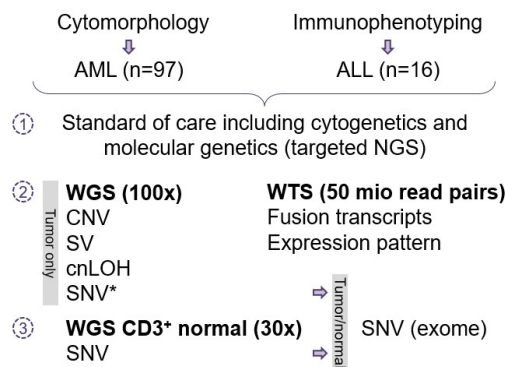 Cytomorphology Immunophenotyping
AML (n=97) ALL (n=16)
1 Standard of care including cytogenetics and
molecular genetics (targeted NGS)
2 WGS (100x) WTS (50 mio read pairs)
CNV Fusion transcripts
SV Expression pattern
cnLOH
SNV*
Tumor only
3 WGS CD3⁺ normal (30x) SNV (exome)
SNV
Tumor/normal